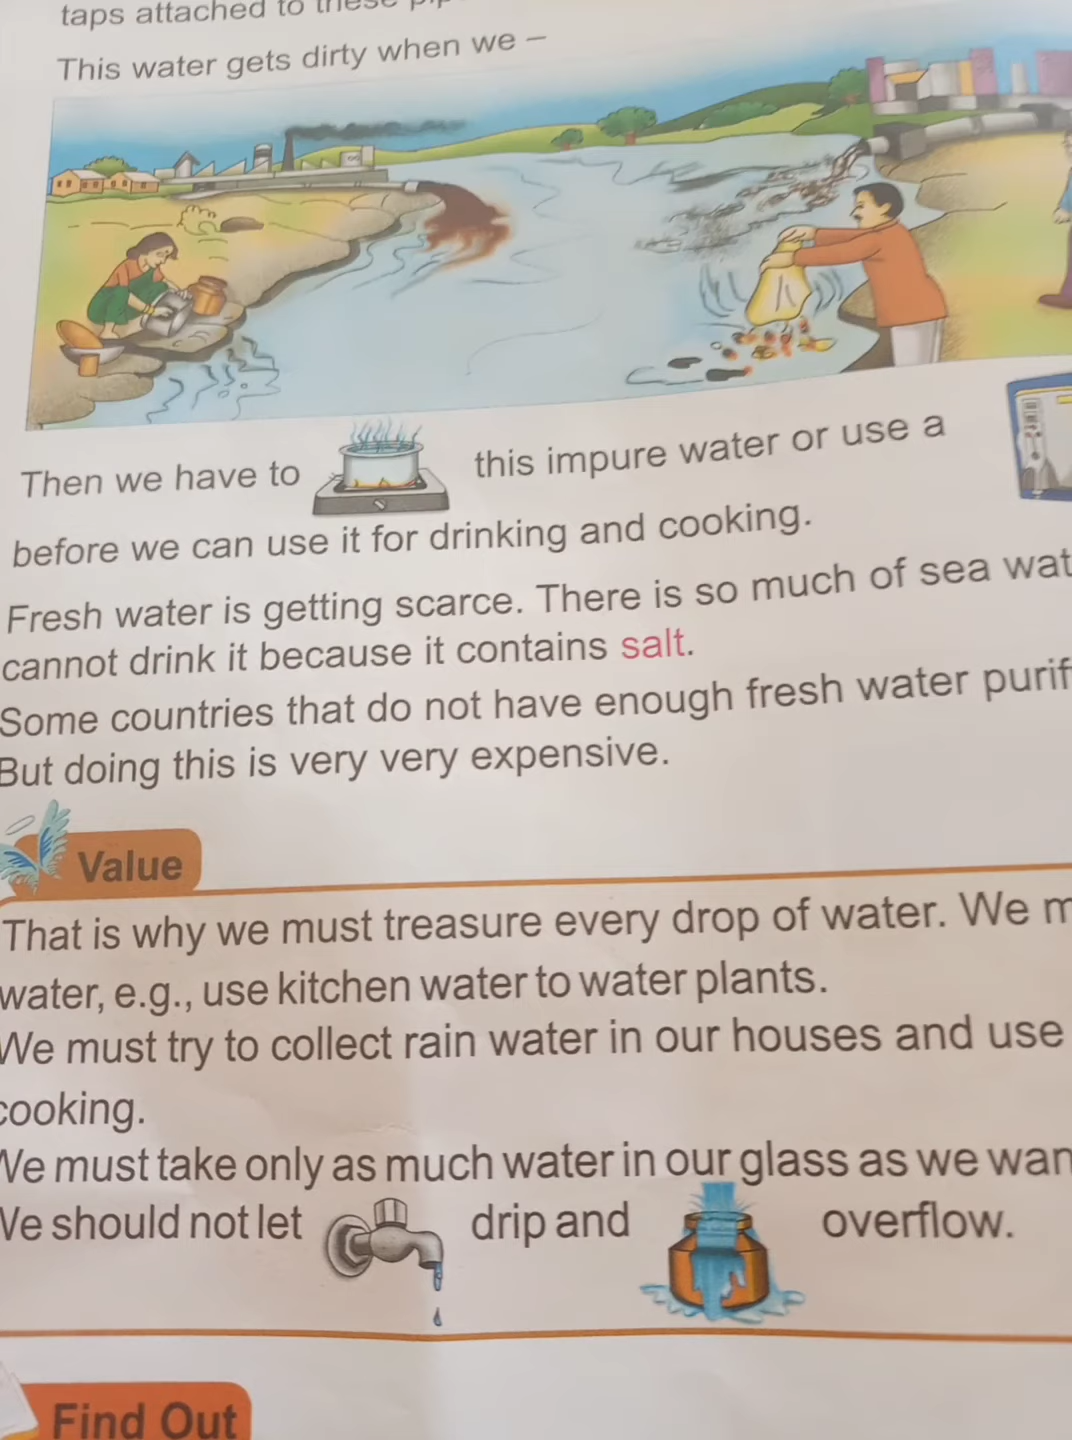 taps attached to these
This water gets dirty when we –
Then we have to this impure water or use a
before we can use it for drinking and cooking.
Fresh water is getting scarce. There is so much of sea
cannot drink it because it contains salt.
Some countries that do not have enough fresh water
But doing this is very very expensive.
Value
That is why we must treasure every drop of water. We
water, e.g., use kitchen water to water plants.
We must try to collect rain water in our houses and use
cooking.
We must take only as much water in our glass as we
We should not let drip and overflow.
Find Out